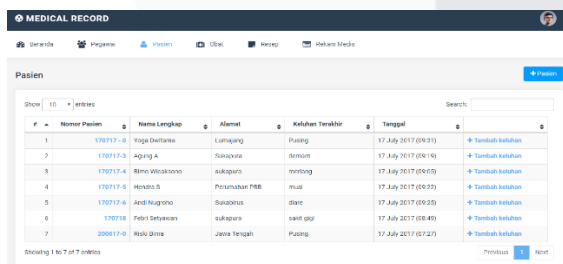 MEDICAL RECORD
Beranda Pegawai Pasien Obat Resep Rekam Medis
Pasien + Pasien
Show 10 entries Search:
# Nomor Pasien Nama Lengkap Alamat Keluhan Terakhir Tanggal
1 170717 - 0 Yoga Dwitama Lumajang Pusing 17 July 2017 (09:21) + Tambah keluhan
2 170717-3 Agung A Sukapura demam 17 July 2017 (09:19) + Tambah keluhan
3 170717-4 Bimo Wicaksono sukapura meriang 17 July 2017 (09:05) + Tambah keluhan
4 170717-5 Hendra S Perumahan PBB mual 17 July 2017 (09:22) + Tambah keluhan
5 170717-6 Andi Nugroho Sukabirus diare 17 July 2017 (09:25) + Tambah keluhan
6 170718 Febri Setyawan sukapura sakit gigi 17 July 2017 (08:49) + Tambah keluhan
7 200617-0 Riski Bima Jawa Tengah Pusing 17 July 2017 (07:27) + Tambah keluhan
Showing 1 to 7 of 7 entries Previous 1 Next